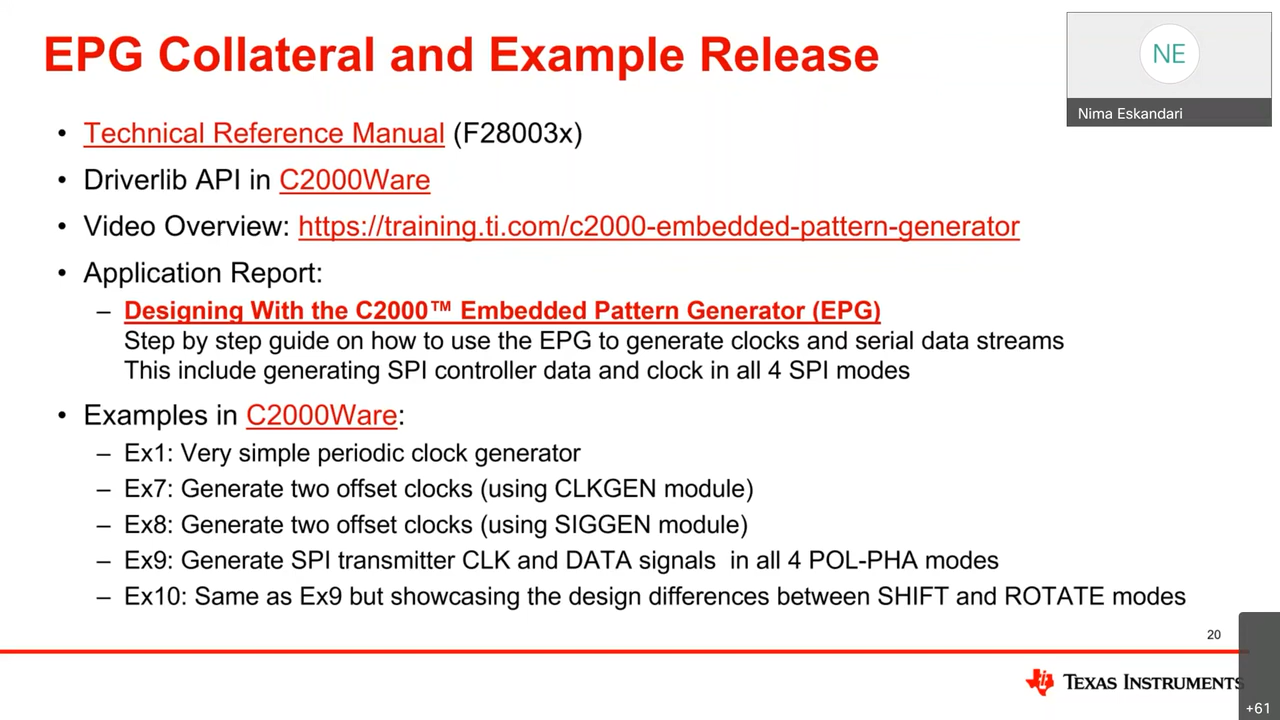 EPG Collateral and Example Release
NE
Nima Eskandari
• Technical Reference Manual (F28003x)
• Driverlib API in C2000Ware
• Video Overview: https://training.ti.com/c2000-embedded-pattern-generator
• Application Report:
– Designing With the C2000™ Embedded Pattern Generator (EPG)
Step by step guide on how to use the EPG to generate clocks and serial data streams
This include generating SPI controller data and clock in all 4 SPI modes
• Examples in C2000Ware:
– Ex1: Very simple periodic clock generator
– Ex7: Generate two offset clocks (using CLKGEN module)
– Ex8: Generate two offset clocks (using SIGGEN module)
– Ex9: Generate SPI transmitter CLK and DATA signals in all 4 POL-PHA modes
– Ex10: Same as Ex9 but showcasing the design differences between SHIFT and ROTATE modes
20
TEXAS INSTRUMENTS
+61